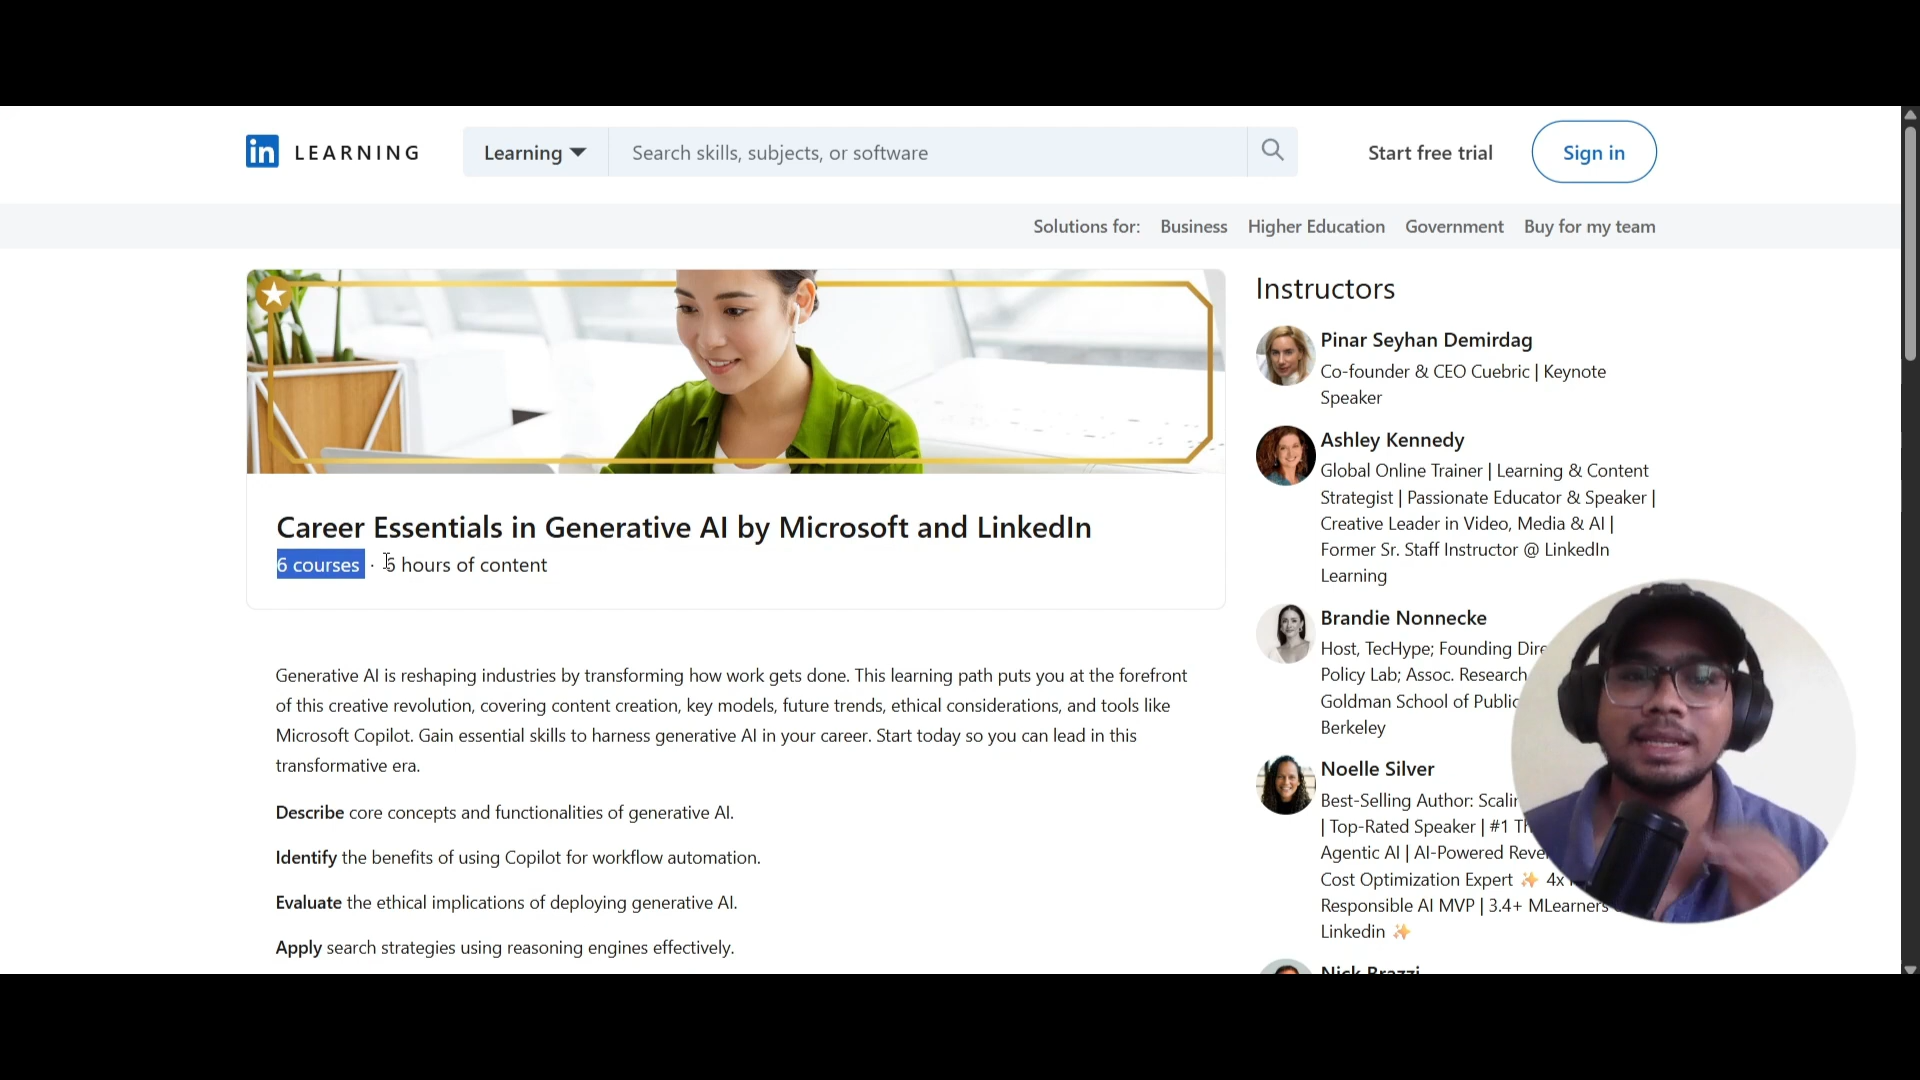 in LEARNING
Learning
Search skills, subjects, or software
Start free trial
Sign in
Solutions for: Business Higher Education Government Buy for my team
Career Essentials in Generative AI by Microsoft and LinkedIn
6 courses · hours of content
Generative AI is reshaping industries by transforming how work gets done. This learning path puts you at the forefront
of this creative revolution, covering content creation, key models, future trends, ethical considerations, and tools like
Microsoft Copilot. Gain essential skills to harness generative AI in your career. Start today so you can lead in this
transformative era.
Describe core concepts and functionalities of generative AI.
Identify the benefits of using Copilot for workflow automation.
Evaluate the ethical implications of deploying generative AI.
Apply search strategies using reasoning engines effectively.
Instructors
Pinar Seyhan Demirdag
Co-founder & CEO Cuebric | Keynote
Speaker
Ashley Kennedy
Global Online Trainer | Learning & Content
Strategist | Passionate Educator & Speaker |
Creative Leader in Video, Media & AI |
Former Sr. Staff Instructor @ LinkedIn
Learning
Brandie Nonnecke
Host, TecHype; Founding
Policy Lab; Assoc. Research
Goldman School of Public
Berkeley
Noelle Silver
Best-Selling Author:
| Top-Rated Speaker | #1
Agentic AI | AI-Powered
Cost Optimization Expert ✨ 4x
Responsible AI MVP | 3.4+ MLearners
Linkedin ✨
Nick Brazzi